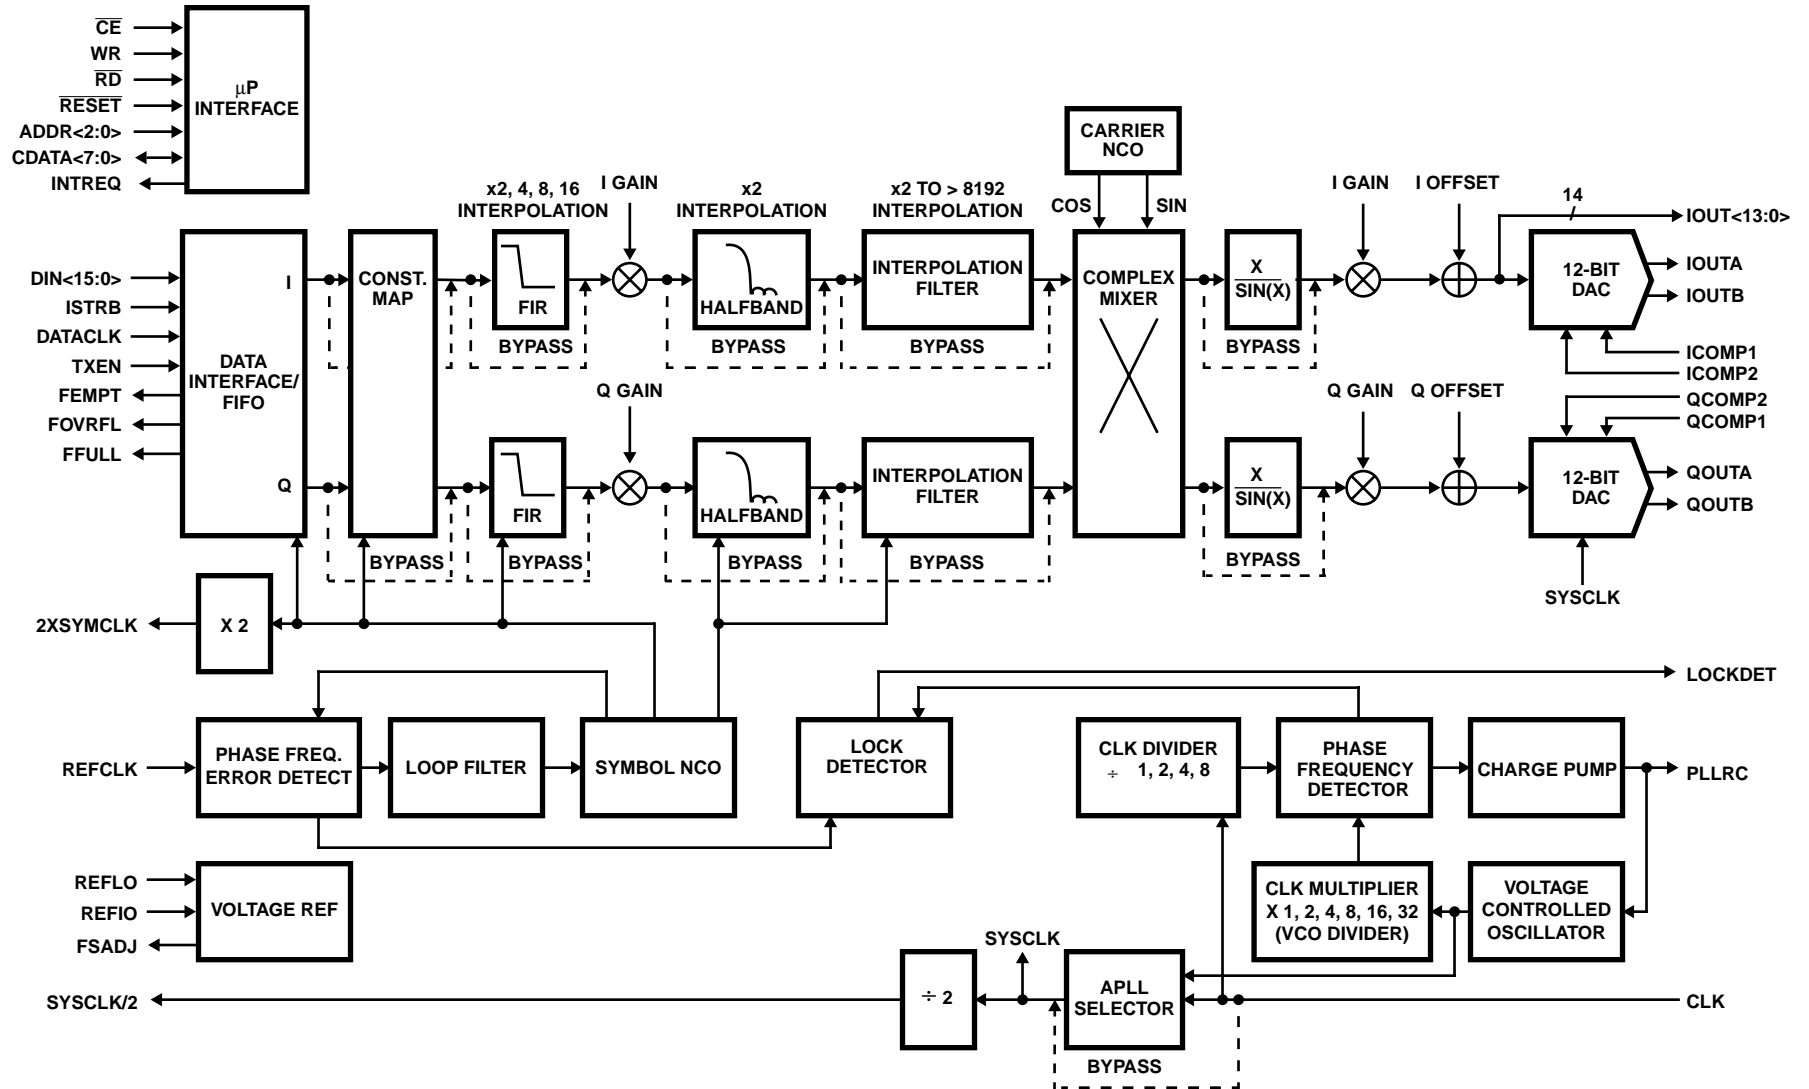 CE
WR
RD
RESET
ADDR<2:0>
CDATA<7:0>
INTREQ
µP
INTERFACE
CARRIER
NCO
COS
SIN
x2, 4, 8, 16
INTERPOLATION
I GAIN
x2
INTERPOLATION
x2 TO > 8192
INTERPOLATION
I GAIN
I OFFSET
14
IOUT<13:0>
DIN<15:0>
ISTRB
DATACLK
TXEN
FEMPT
FOVRFL
FFULL
I
DATA
INTERFACE/
FIFO
Q
CONST.
MAP
FIR
BYPASS
HALFBAND
BYPASS
INTERPOLATION
FILTER
BYPASS
COMPLEX
MIXER
X
SIN(X)
BYPASS
12-BIT
DAC
IOUTA
IOUTB
ICOMP1
ICOMP2
QCOMP2
QCOMP1
Q GAIN
Q GAIN
Q OFFSET
BYPASS
FIR
BYPASS
HALFBAND
BYPASS
INTERPOLATION
FILTER
BYPASS
X
SIN(X)
BYPASS
12-BIT
DAC
QOUTA
QOUTB
SYSCLK
2XSYMCLK
X 2
LOCKDET
REFCLK
PHASE FREQ.
ERROR DETECT
LOOP FILTER
SYMBOL NCO
LOCK
DETECTOR
CLK DIVIDER
÷ 1, 2, 4, 8
PHASE
FREQUENCY
DETECTOR
CHARGE PUMP
PLLRC
REFLO
REFIO
FSADJ
VOLTAGE REF
CLK MULTIPLIER
X 1, 2, 4, 8, 16, 32
(VCO DIVIDER)
VOLTAGE
CONTROLLED
OSCILLATOR
SYSCLK
SYSCLK/2
÷ 2
APLL
SELECTOR
BYPASS
CLK